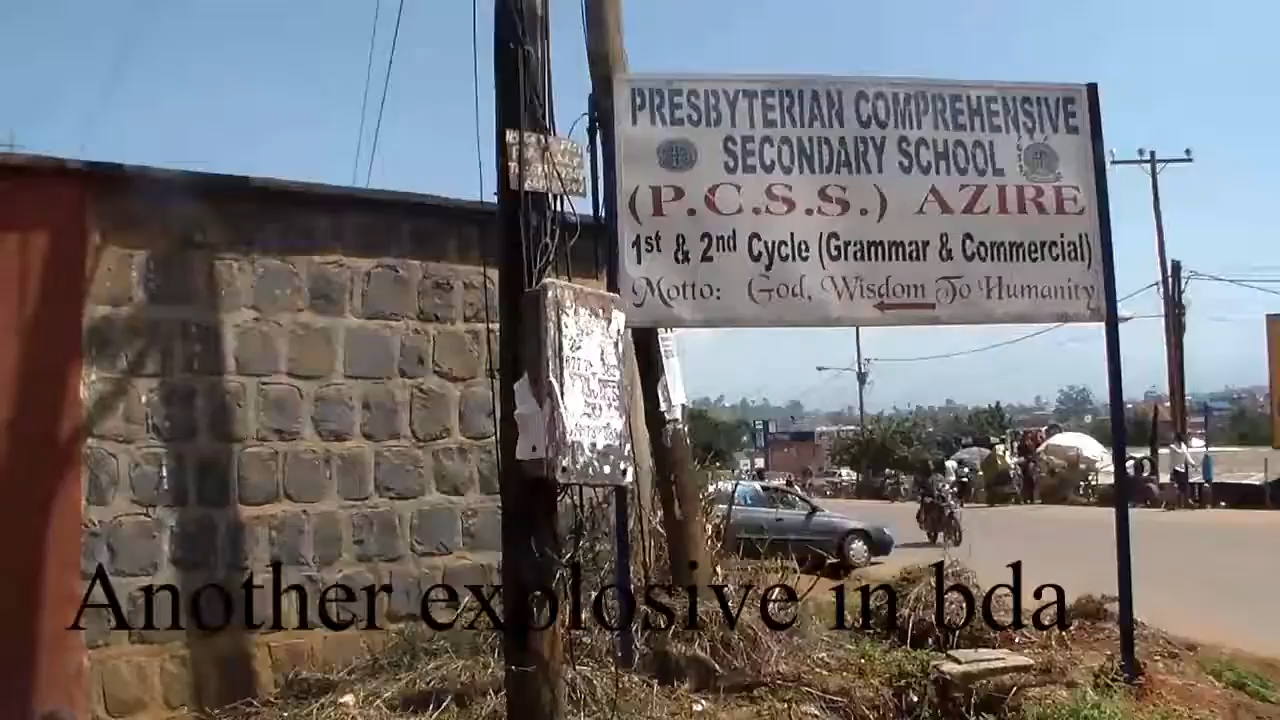 PRESBYTERIAN COMPREHENSIVE
SECONDARY SCHOOL
(P.C.S.S.) AZIRE
1st & 2nd Cycle (Grammar & Commercial)
Motto: God, Wisdom To Humanity
Another explosive in bda